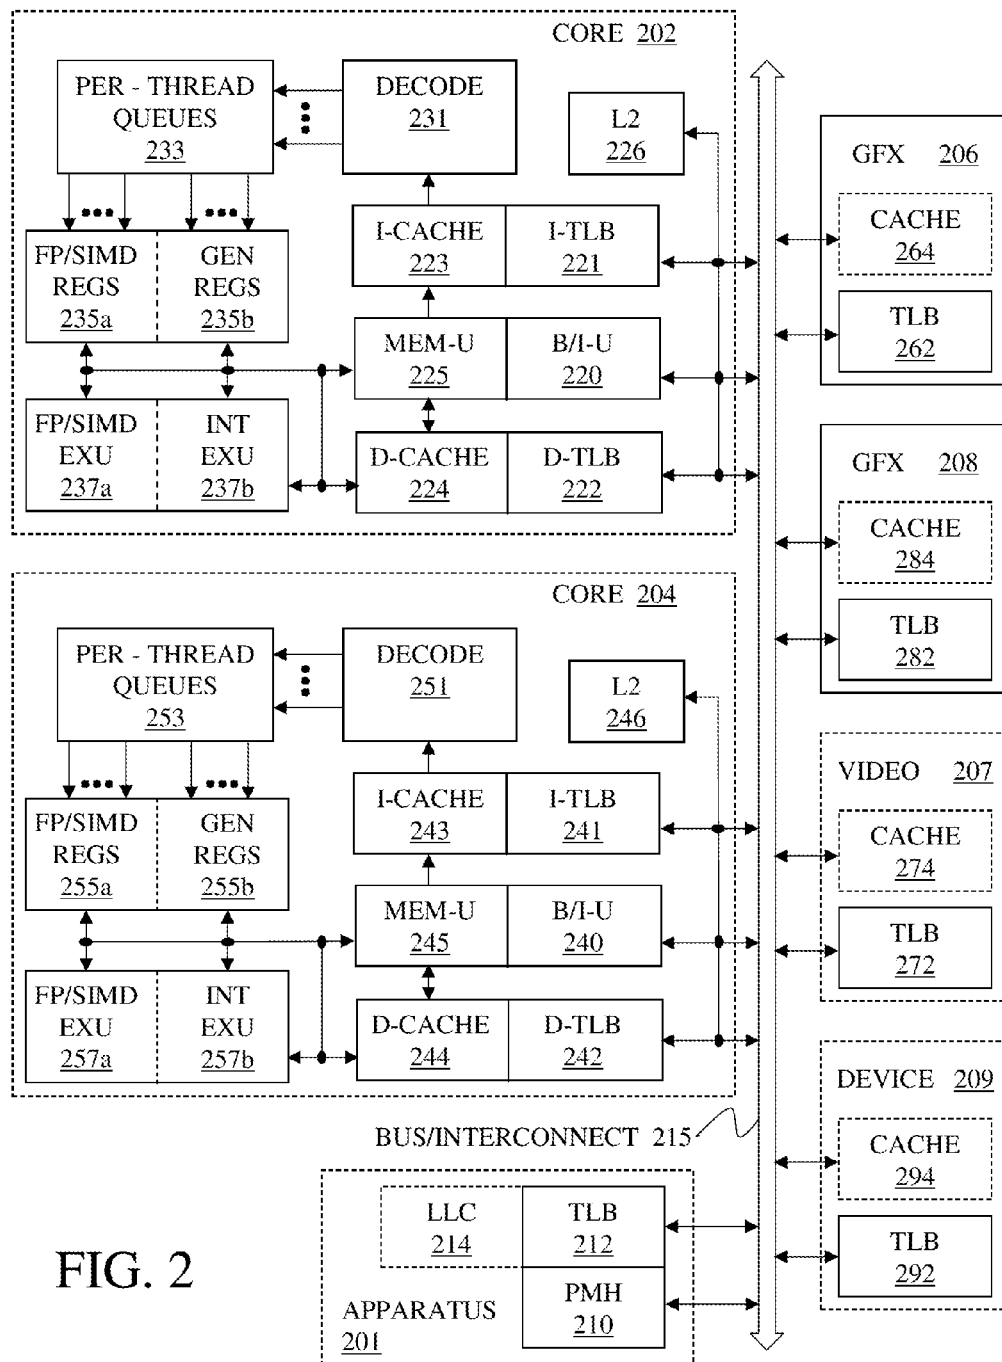 CORE 202
PER - THREAD
QUEUES
233
DECODE
231
L2
226
FP/SIMD
REGS
235a
GEN
REGS
235b
I-CACHE
223
I-TLB
221
MEM-U
225
B/I-U
220
FP/SIMD
EXU
237a
INT
EXU
237b
D-CACHE
224
D-TLB
222
CORE 204
PER - THREAD
QUEUES
253
DECODE
251
L2
246
FP/SIMD
REGS
255a
GEN
REGS
255b
I-CACHE
243
I-TLB
241
MEM-U
245
B/I-U
240
FP/SIMD
EXU
257a
INT
EXU
257b
D-CACHE
244
D-TLB
242
GFX 206
CACHE
264
TLB
262
GFX 208
CACHE
284
TLB
282
VIDEO 207
CACHE
274
TLB
272
DEVICE 209
CACHE
294
TLB
292
BUS/INTERCONNECT 215
LLC
214
TLB
212
PMH
210
APPARATUS
201
FIG. 2